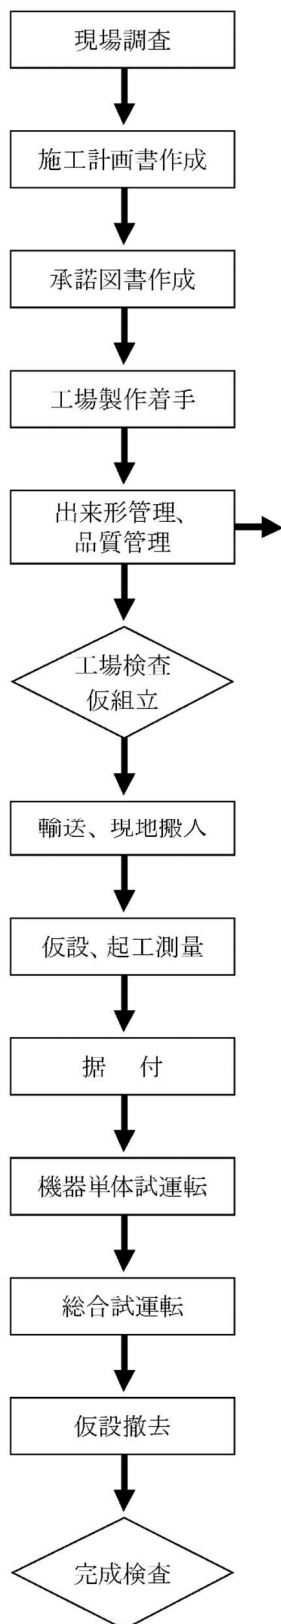 現場調査
施工計画書作成
承諾図書作成
工場製作着手
出来形管理、
品質管理
工場検査
仮組立
輸送、現地搬人
仮設、起工測量
据　付
機器単体試運転
総合試運転
仮設撤去
完成検査